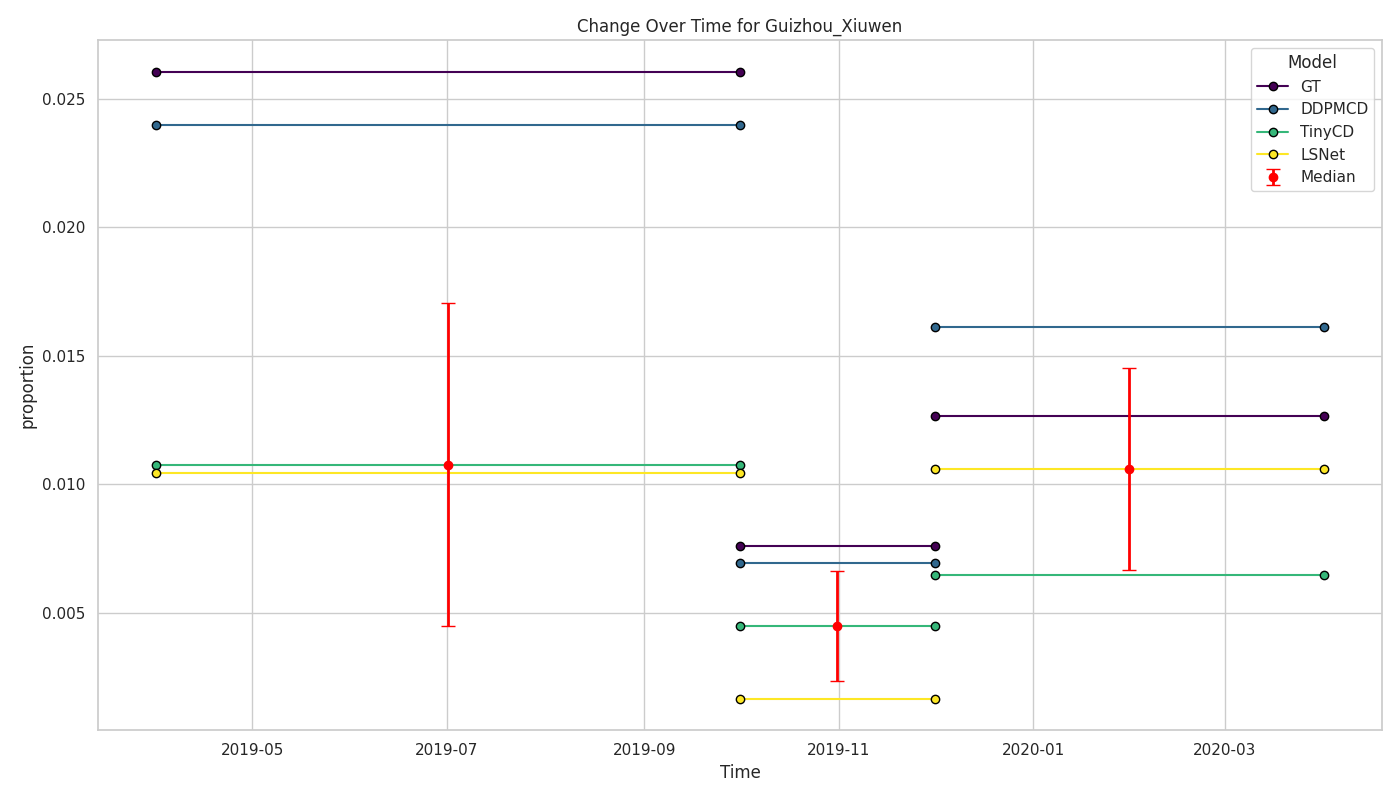 Change Over Time for Guizhou_Xiuwen
Model
GT
DDPMCD
TinyCD
LSNet
Median
proportion
0.025
0.020
0.015
0.010
0.005
2019-05
2019-07
2019-09
2019-11
2020-01
2020-03
Time